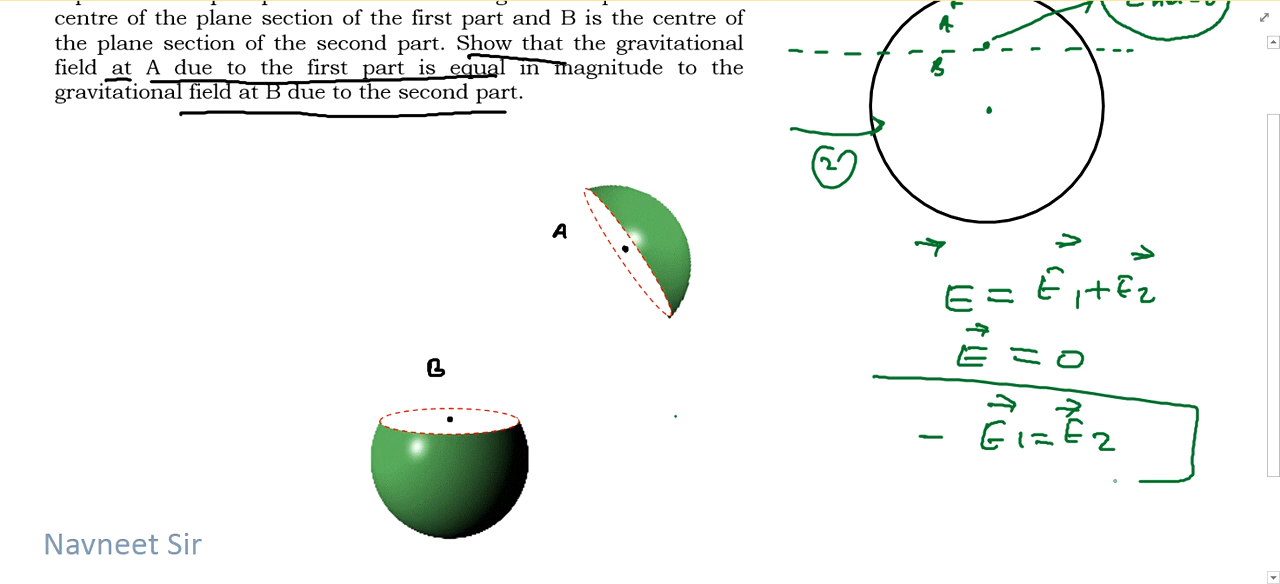 centre of the plane section of the first part and B is the centre of
the plane section of the second part. Show that the gravitational
field at A due to the first part is equal in magnitude to the
gravitational field at B due to the second part.
A
B
A
B
2
E = E1+E2
E = 0
- E1=E2
Navneet Sir